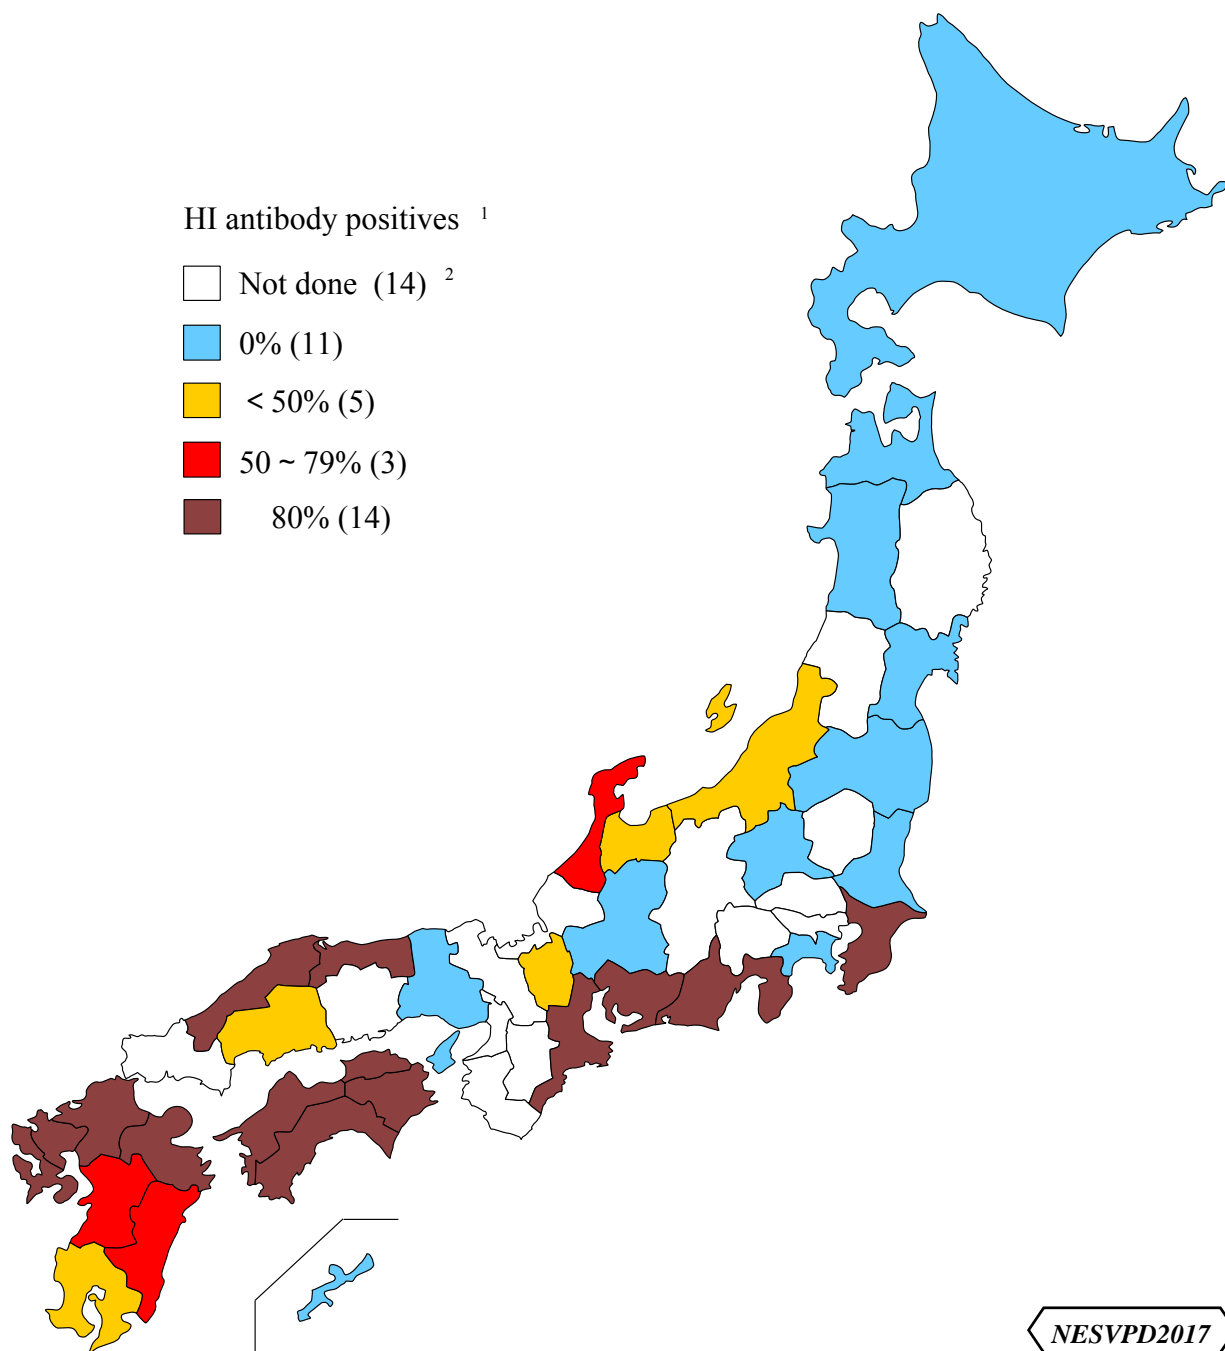 HI antibody positives 1
Not done (14) 2
0% (11)
< 50% (5)
50 ~ 79% (3)
80% (14)
NESVPD2017